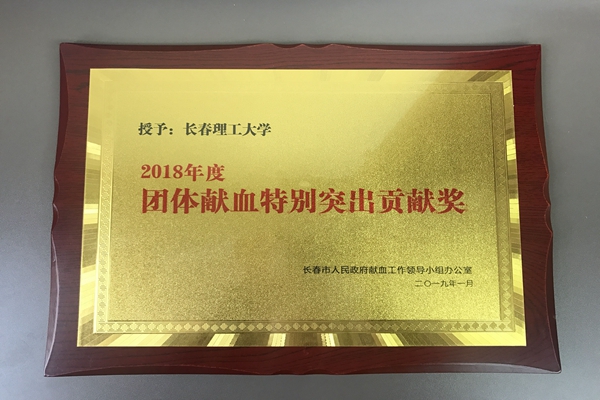 授予：长春理工大学
2018年度
团体献血特别突出贡献奖
长春市人民政府献血工作领导小组办公室
二〇一九年一月